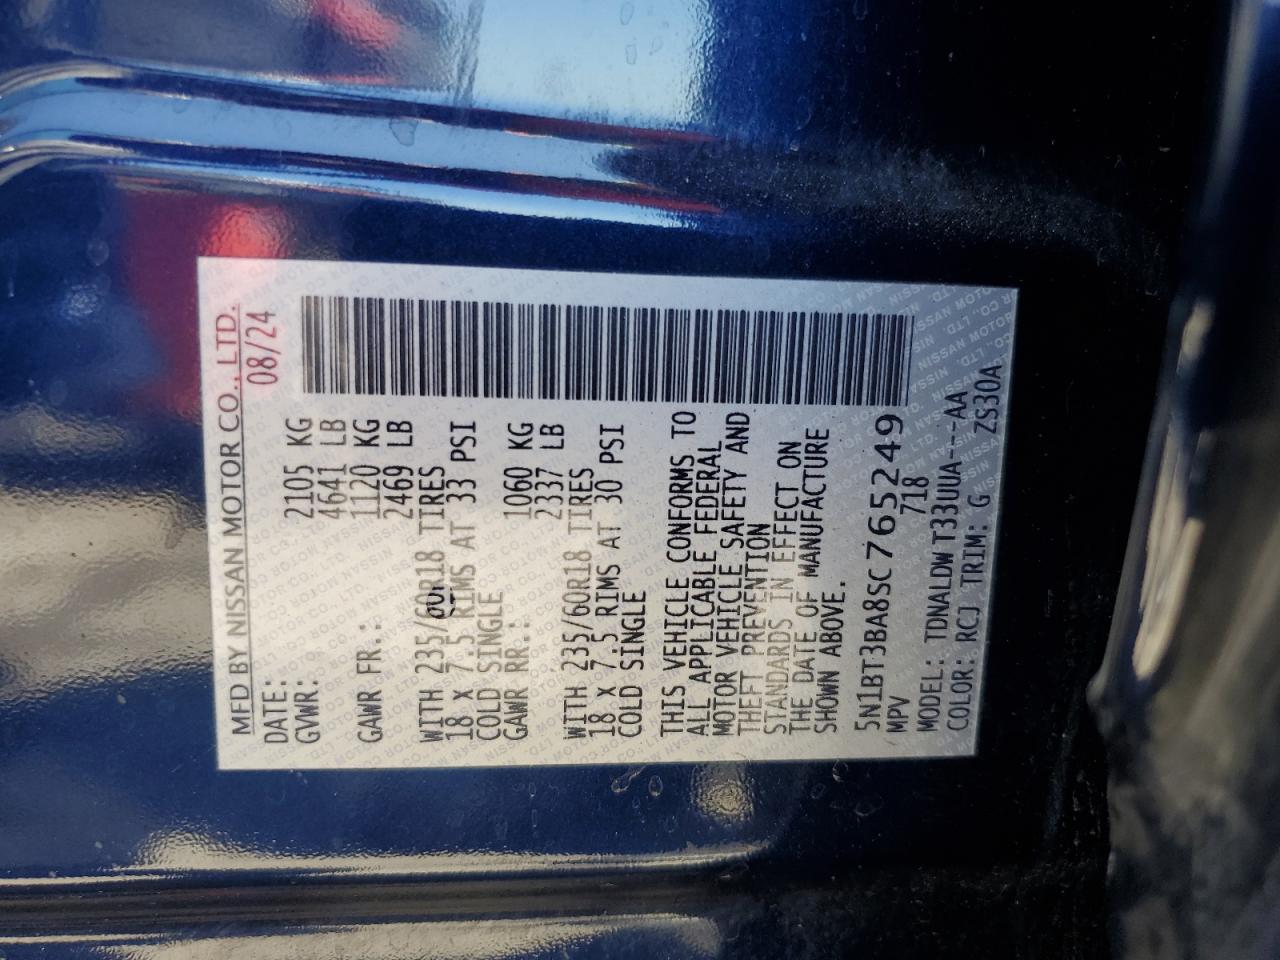 MFD BY NISSAN MOTOR CO., LTD.
DATE: 08/24
GVWR: 2105 KG
4641 LB
GAWR FR.: 1120 KG
2469 LB
WITH 235/60R18 TIRES
18 x 7.5 RIMS AT 33 PSI
COLD SINGLE
GAWR RR.: 1060 KG
2337 LB
WITH 235/60R18 TIRES
18 x 7.5 RIMS AT 30 PSI
COLD SINGLE
THIS VEHICLE CONFORMS TO
ALL APPLICABLE FEDERAL
MOTOR VEHICLE SAFETY AND
THEFT PREVENTION
STANDARDS IN EFFECT ON
THE DATE OF MANUFACTURE
SHOWN ABOVE.
5N1BT3BA8SC765249
MPV 718
MODEL: TDNALDW T33UUA--AA
COLOR: RCJ TRIM: G ZS30A